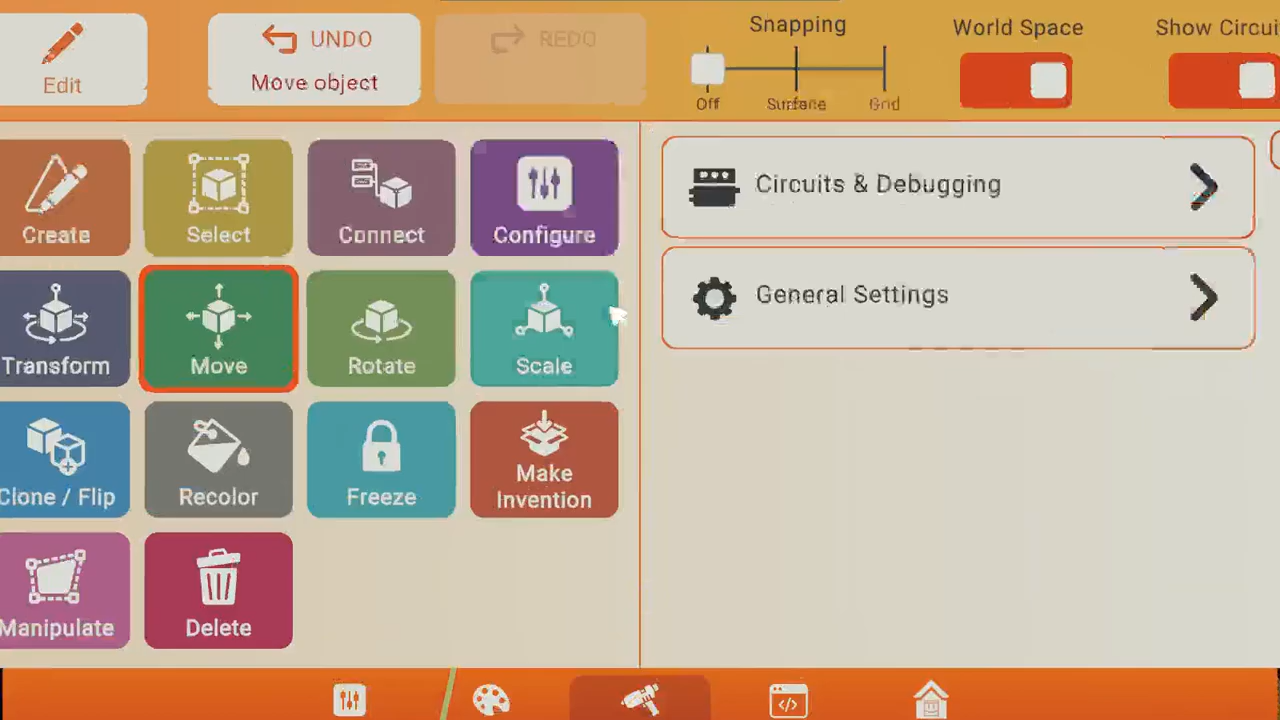 Edit
UNDO
Move object
REDO
Snapping
Off
Surface
Grid
World Space
Show Circui
Create
Select
Connect
Configure
Transform
Move
Rotate
Scale
Clone / Flip
Recolor
Freeze
Make
Invention
Manipulate
Delete
Circuits & Debugging
General Settings